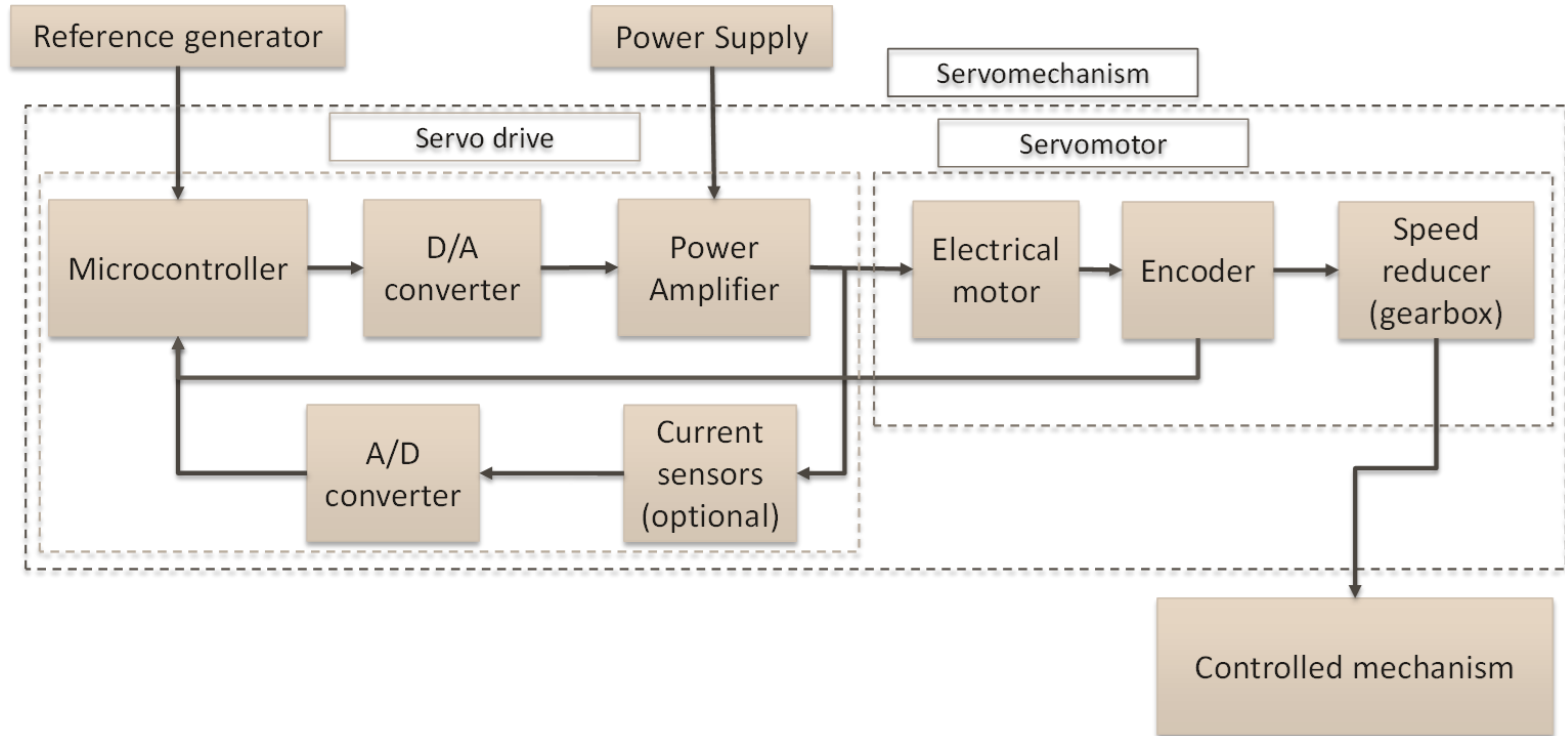 Reference generator
Power Supply
Servomechanism
Servo drive
Servomotor
Microcontroller
D/A
converter
Power
Amplifier
Electrical
motor
Encoder
Speed
reducer
(gearbox)
A/D
converter
Current
sensors
(optional)
Controlled mechanism